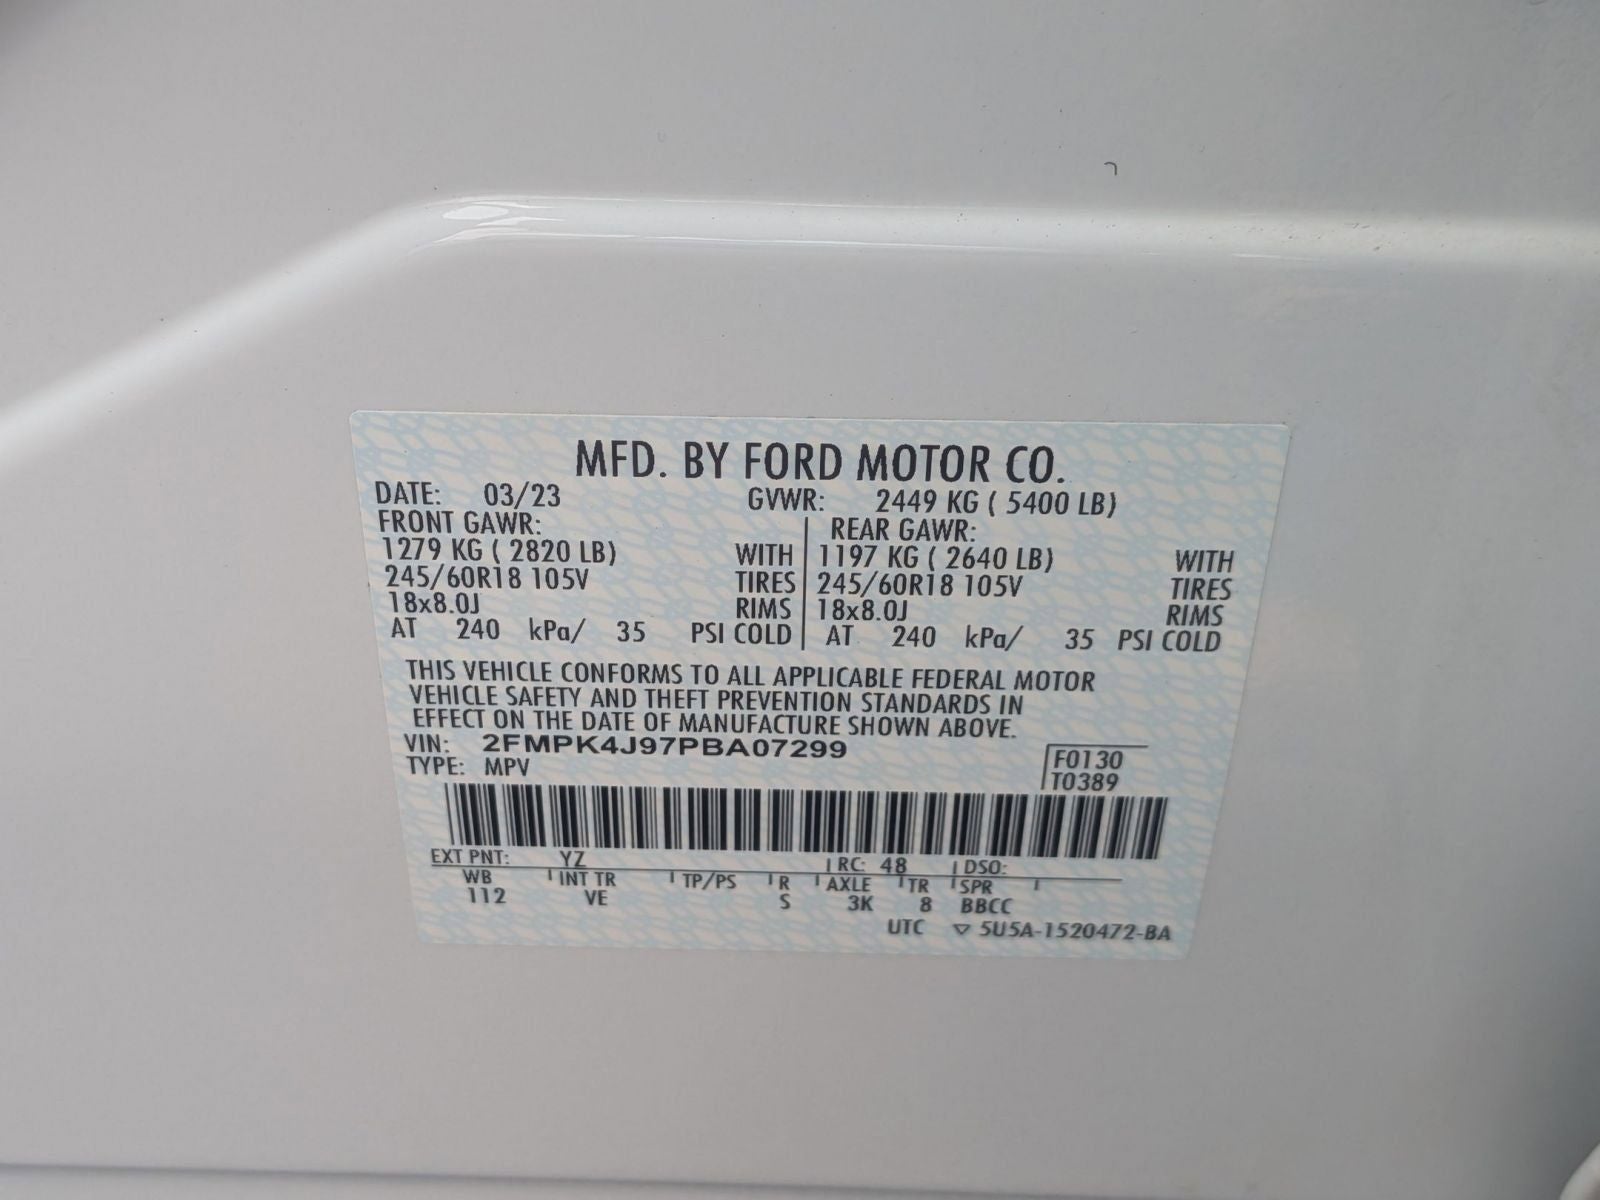 MFD. BY FORD MOTOR CO.
DATE: 03/23 GVWR: 2449 KG ( 5400 LB)
FRONT GAWR: REAR GAWR:
1279 KG ( 2820 LB) WITH 1197 KG ( 2640 LB) WITH
245/60R18 105V TIRES 245/60R18 105V TIRES
18x8.0J RIMS 18x8.0J RIMS
AT 240 kPa/ 35 PSI COLD AT 240 kPa/ 35 PSI COLD
THIS VEHICLE CONFORMS TO ALL APPLICABLE FEDERAL MOTOR
VEHICLE SAFETY AND THEFT PREVENTION STANDARDS IN
EFFECT ON THE DATE OF MANUFACTURE SHOWN ABOVE.
VIN: 2FMPK4J97PBA07299
TYPE: MPV
F0130
T0389
EXT PNT: YZ RC: 48 DSO:
WB INT TR TP/PS R AXLE TR SPR
112 VE S 3K 8 BBCC
UTC ▽ 5U5A-1520472-BA